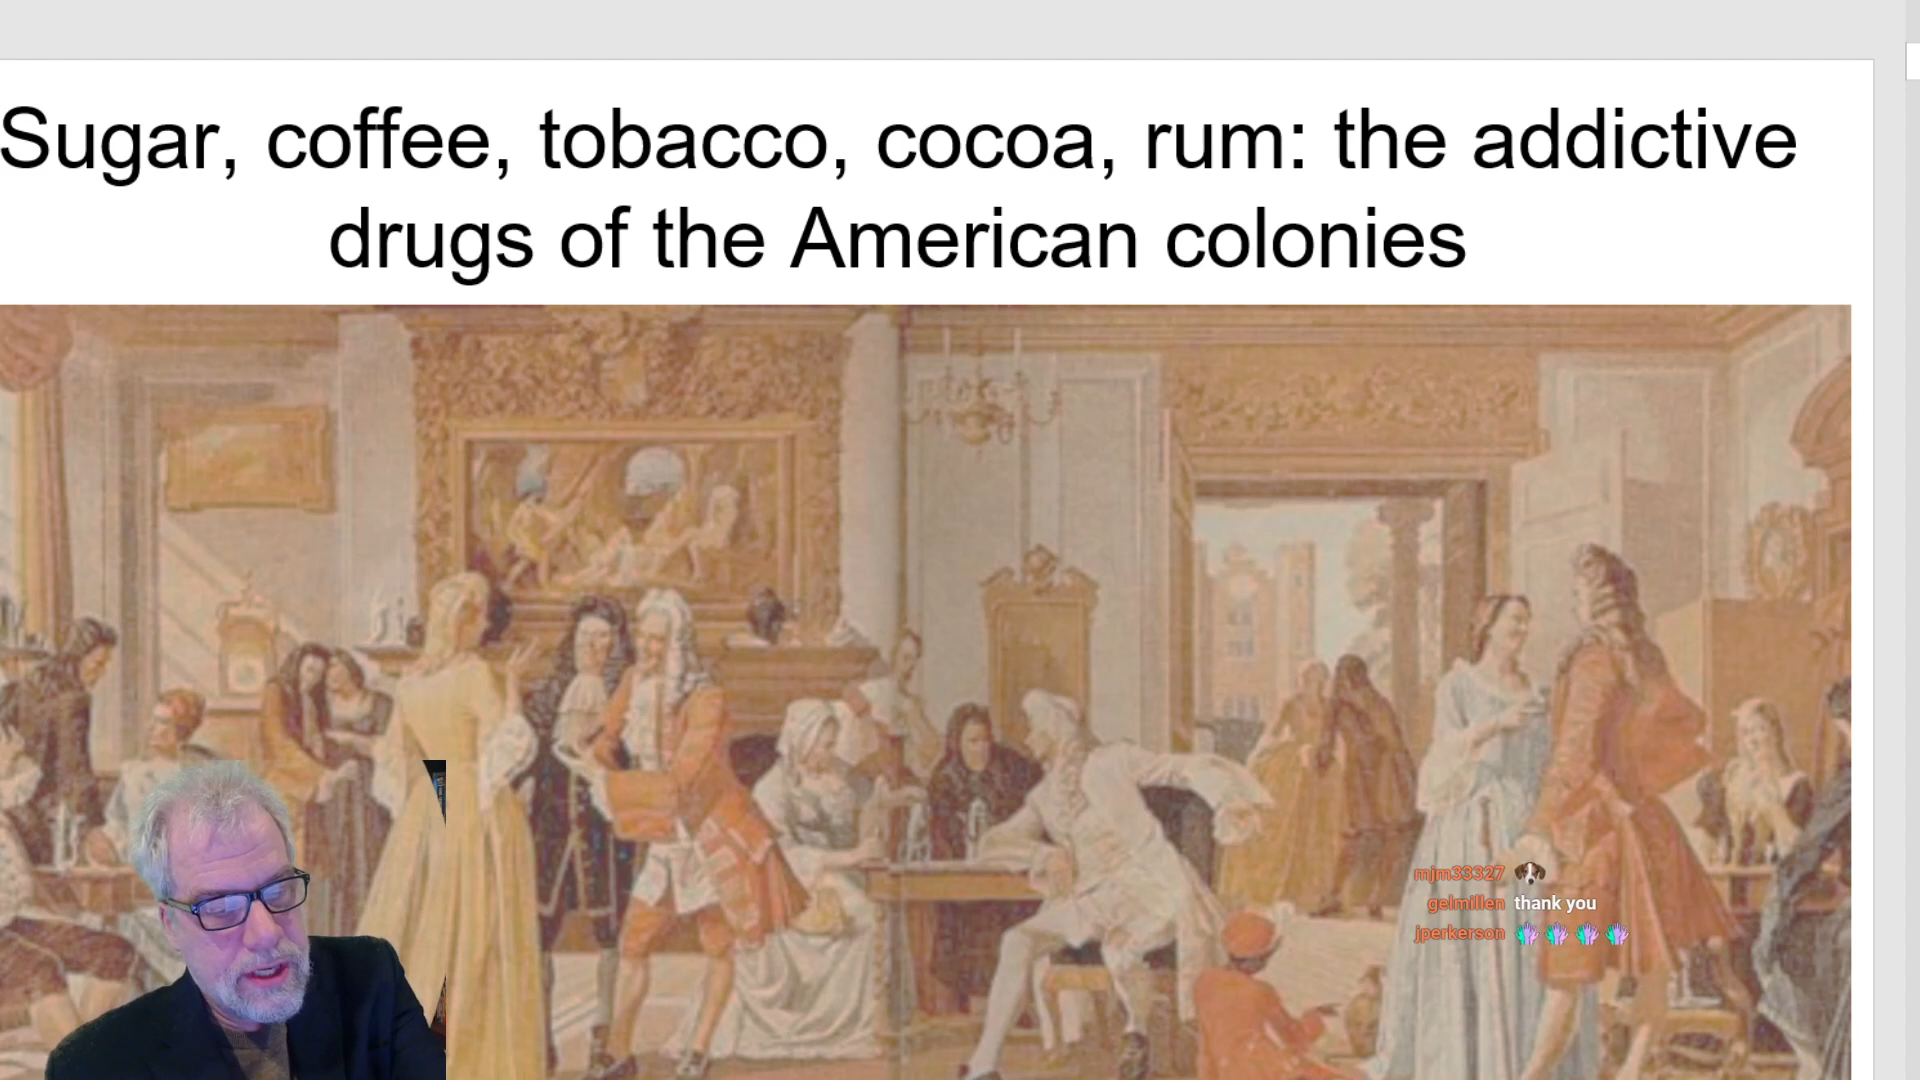 Sugar, coffee, tobacco, cocoa, rum: the addictive
drugs of the American colonies
mjm33327
gelmillen thank you
jperkerson